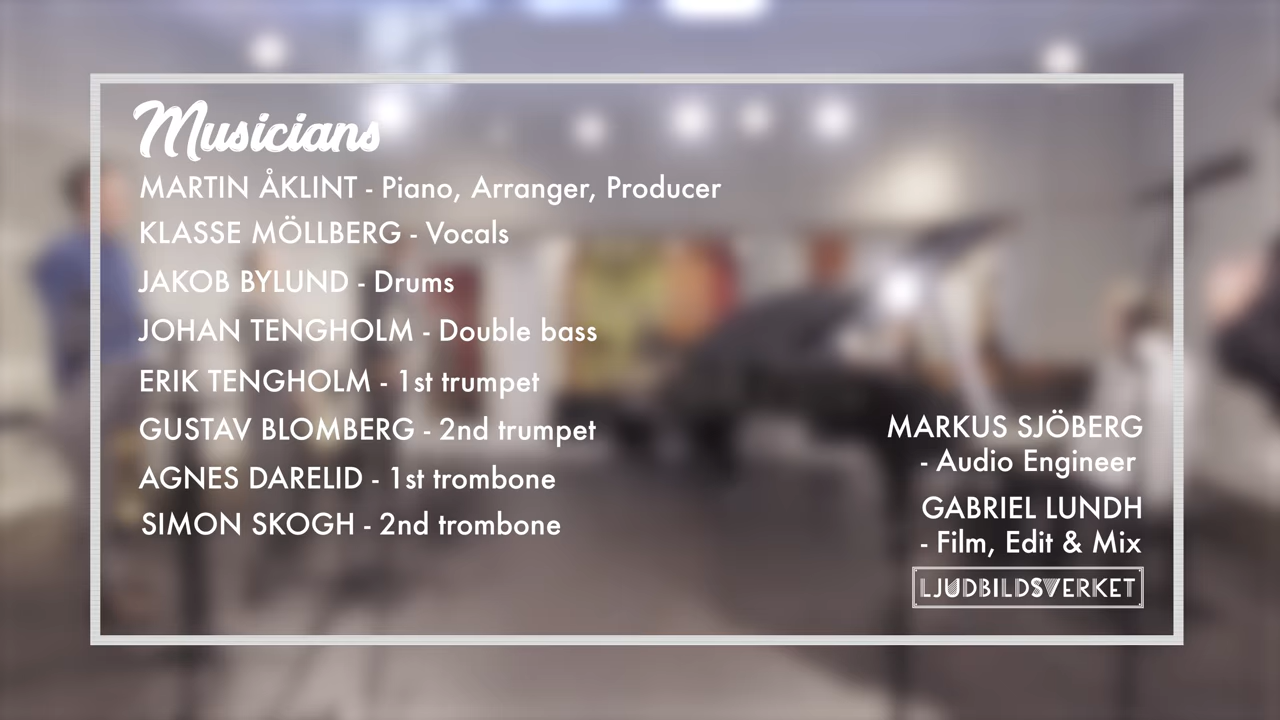 Musicians
MARTIN ÅKLINT - Piano, Arranger, Producer
KLASSE MÖLLBERG - Vocals
JAKOB BYLUND - Drums
JOHAN TENGHOLM - Double bass
ERIK TENGHOLM - 1st trumpet
GUSTAV BLOMBERG - 2nd trumpet
AGNES DARELID - 1st trombone
SIMON SKOGH - 2nd trombone
MARKUS SJÖBERG
- Audio Engineer
GABRIEL LUNDH
- Film, Edit & Mix
LJUDBILDSVERKET